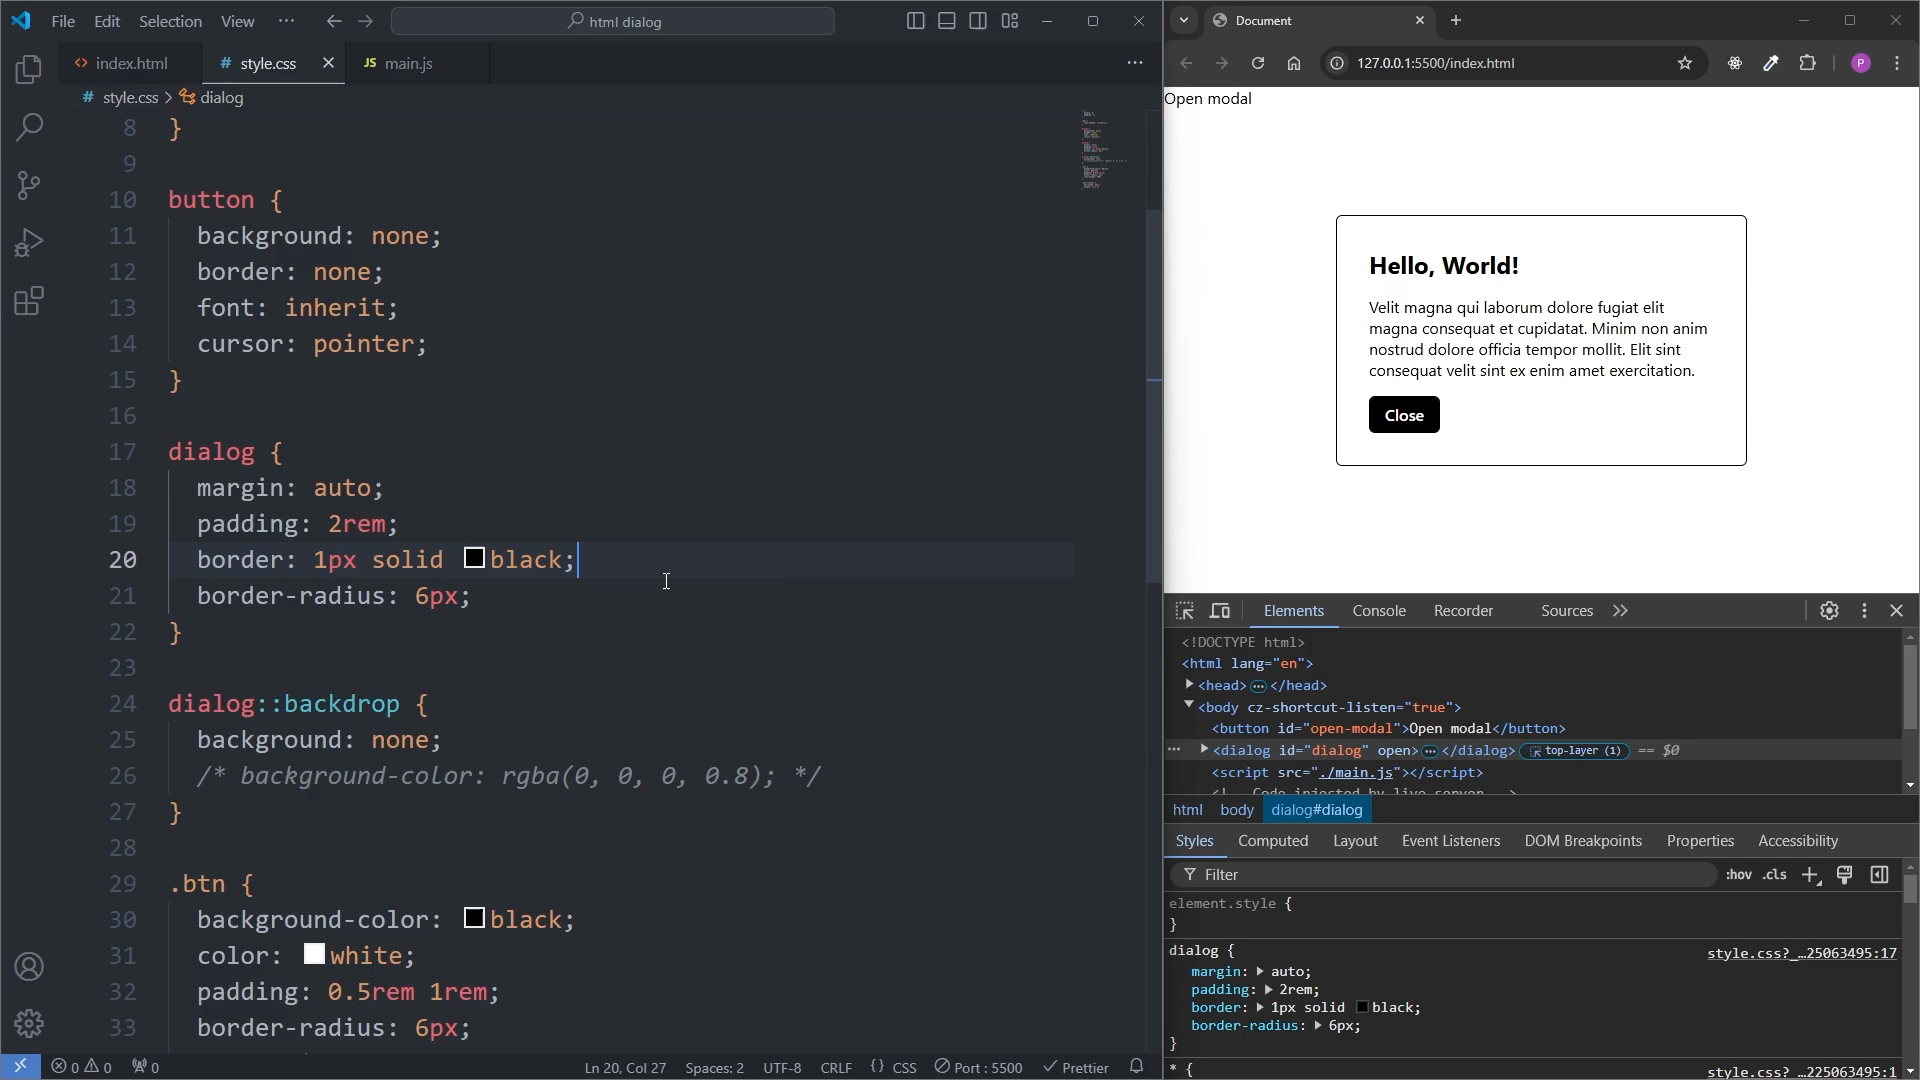 File Edit Selection View ··· html dialog
index.html style.css main.js
# style.css > dialog
8 }
9
10 button {
11 background: none;
12 border: none;
13 font: inherit;
14 cursor: pointer;
15 }
16
17 dialog {
18 margin: auto;
19 padding: 2rem;
20 border: 1px solid black;
21 border-radius: 6px;
22 }
23
24 dialog::backdrop {
25 background: none;
26 /* background-color: rgba(0, 0, 0, 0.8); */
27 }
28
29 .btn {
30 background-color: black;
31 color: white;
32 padding: 0.5rem 1rem;
33 border-radius: 6px;
0 0 0 Ln 20, Col 27 Spaces: 2 UTF-8 CRLF {} CSS Port : 5500 Prettier
Document
127.0.0.1:5500/index.html P
Open modal
Hello, World!
Velit magna qui laborum dolore fugiat elit
magna consequat et cupidatat. Minim non anim
nostrud dolore officia tempor mollit. Elit sint
consequat velit sint ex enim amet exercitation.
Close
Elements Console Recorder Sources
<!DOCTYPE html>
<html lang="en">
<head>···</head>
<body cz-shortcut-listen="true">
<button id="open-modal">Open modal</button>
<dialog id="dialog" open>···</dialog> top-layer (1) == $0
<script src="./main.js"></script>
<!-- Code injected by live-server -->
html body dialog#dialog
Styles Computed Layout Event Listeners DOM Breakpoints Properties Accessibility
Filter :hov .cls
element.style {
}
dialog { style.css?_…25063495:17
margin: auto;
padding: 2rem;
border: 1px solid black;
border-radius: 6px;
}
* { style.css?_…225063495:1